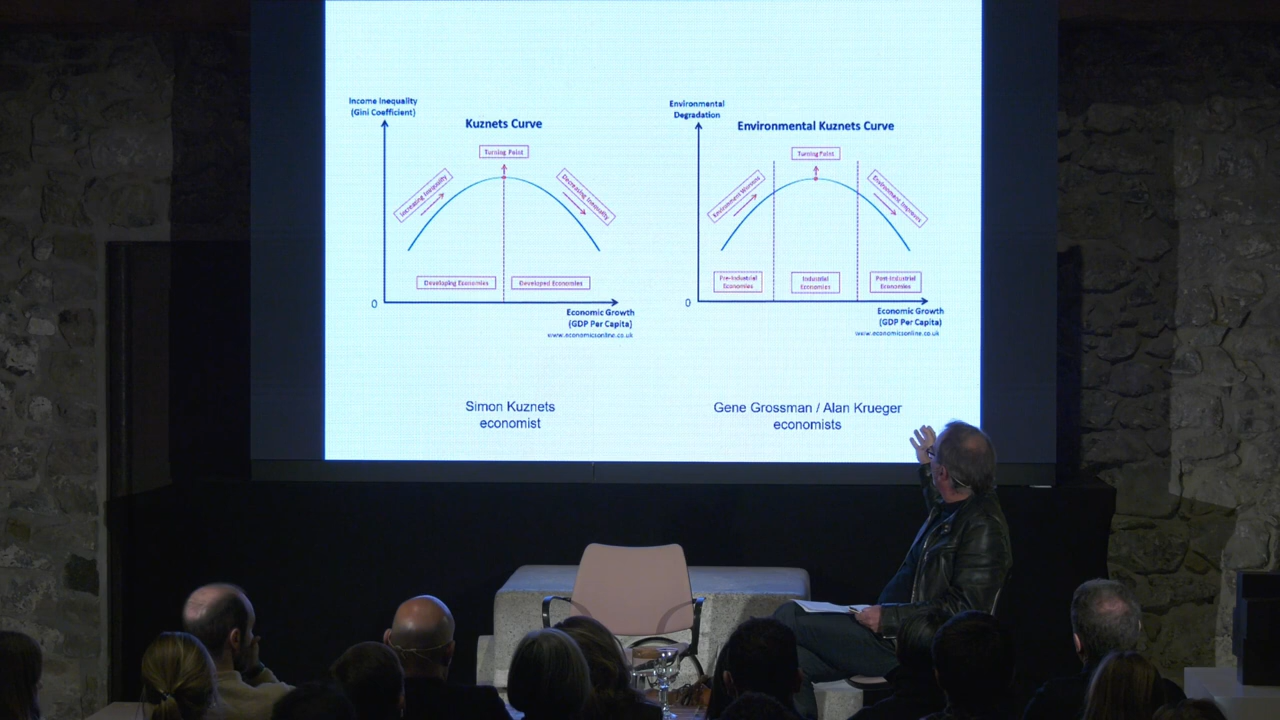 Income Inequality
(Gini Coefficient)
Kuznets Curve
Turning Point
Increasing Inequality
Decreasing Inequality
Developing Economies
Developed Economies
0
Economic Growth
(GDP Per Capita)
www.economicsonline.co.uk
Simon Kuznets
economist
Environmental
Degradation
Environmental Kuznets Curve
Turning Point
Environment Worsens
Environment Improves
Pre-Industrial
Economies
Industrial
Economies
Post-Industrial
Economies
0
Economic Growth
(GDP Per Capita)
www.economicsonline.co.uk
Gene Grossman / Alan Krueger
economists